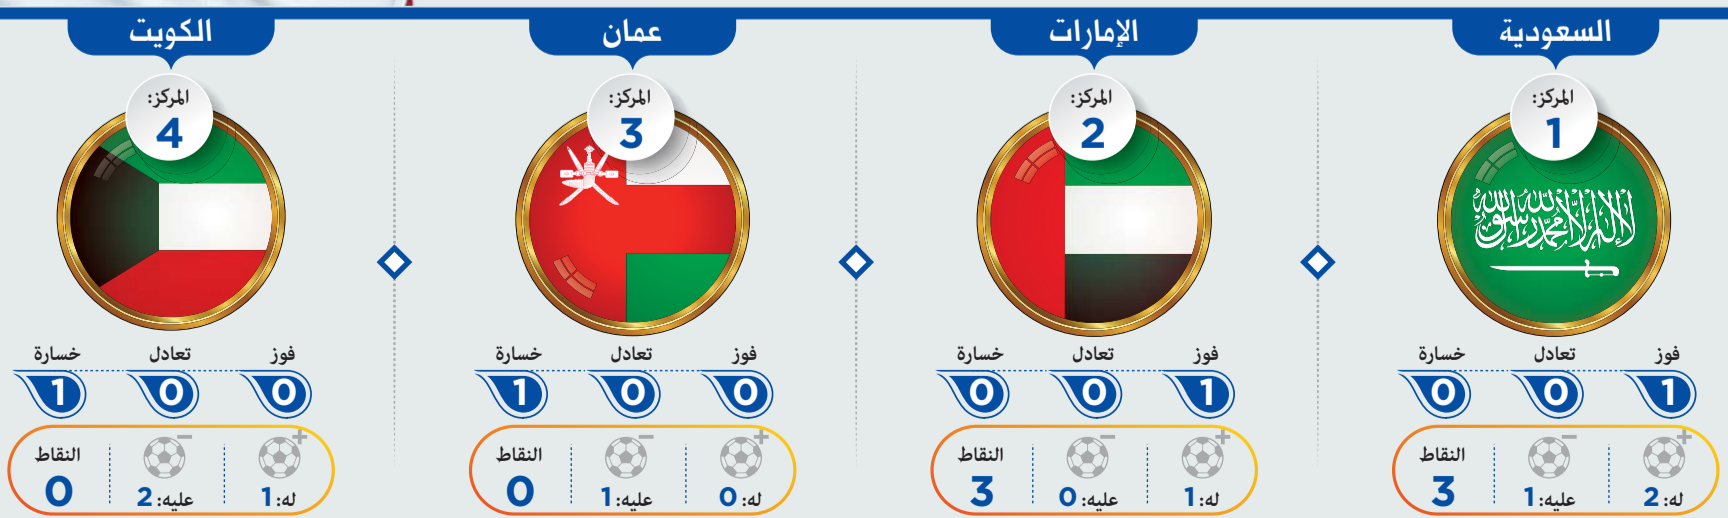 السعودية
المركز:
1
فوز تعادل خسارة
1 0 0
النقاط
له: 2 عليه: 1 3
الإمارات
المركز:
2
فوز تعادل خسارة
1 0 0
النقاط
له: 1 عليه: 0 3
عمان
المركز:
3
فوز تعادل خسارة
0 0 1
النقاط
له: 0 عليه: 1 0
الكويت
المركز:
4
فوز تعادل خسارة
0 0 1
النقاط
له: 1 عليه: 2 0
لا إله إلا الله محمد رسول الله